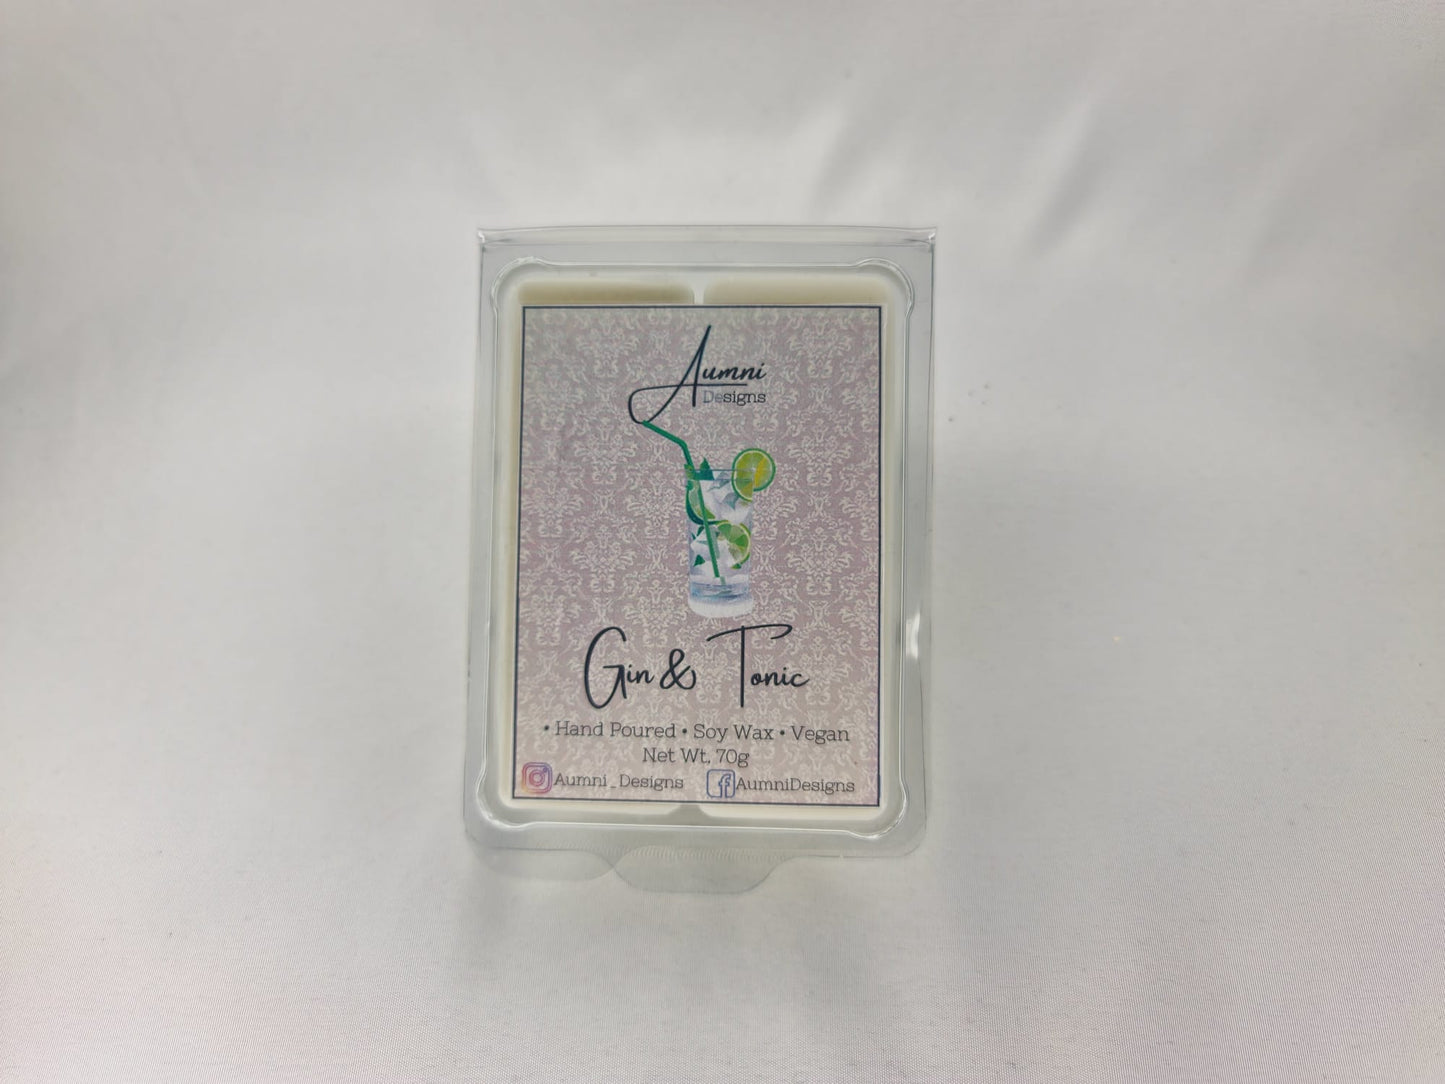 Aumni
Designs
Gin & Tonic
• Hand Poured • Soy Wax • Vegan
Net Wt. 70g
Aumni_Designs AumniDesigns